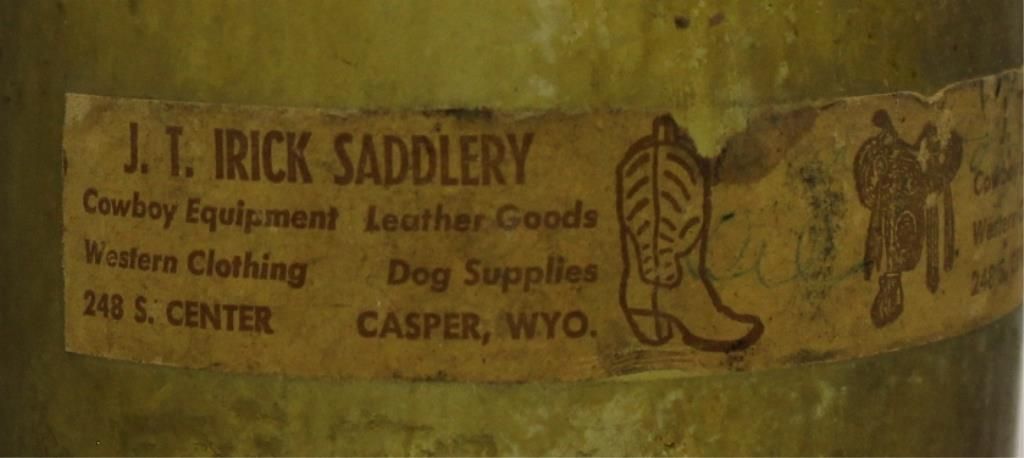 J. T. IRICK SADDLERY
Cowboy Equipment Leather Goods
Western Clothing Dog Supplies
248 S. CENTER CASPER, WYO.